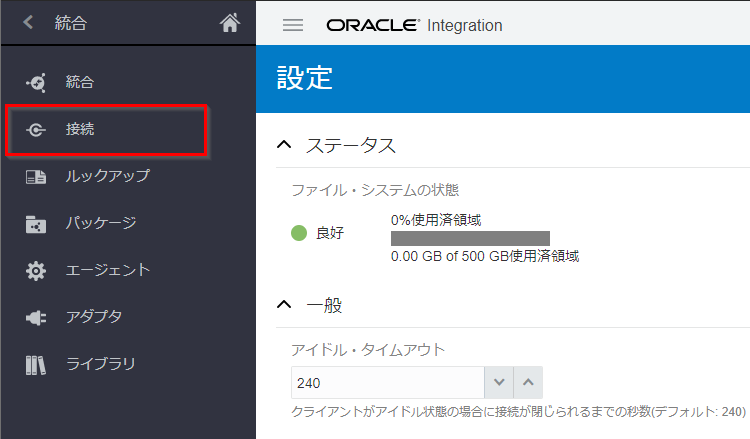 統合
統合
接続
ルックアップ
パッケージ
エージェント
アダプタ
ライブラリ
ORACLE® Integration
設定
ステータス
ファイル・システムの状態
良好
0%使用済領域
0.00 GB of 500 GB使用済領域
一般
アイドル・タイムアウト
240
クライアントがアイドル状態の場合に接続が閉じられるまでの秒数(デフォルト: 240)